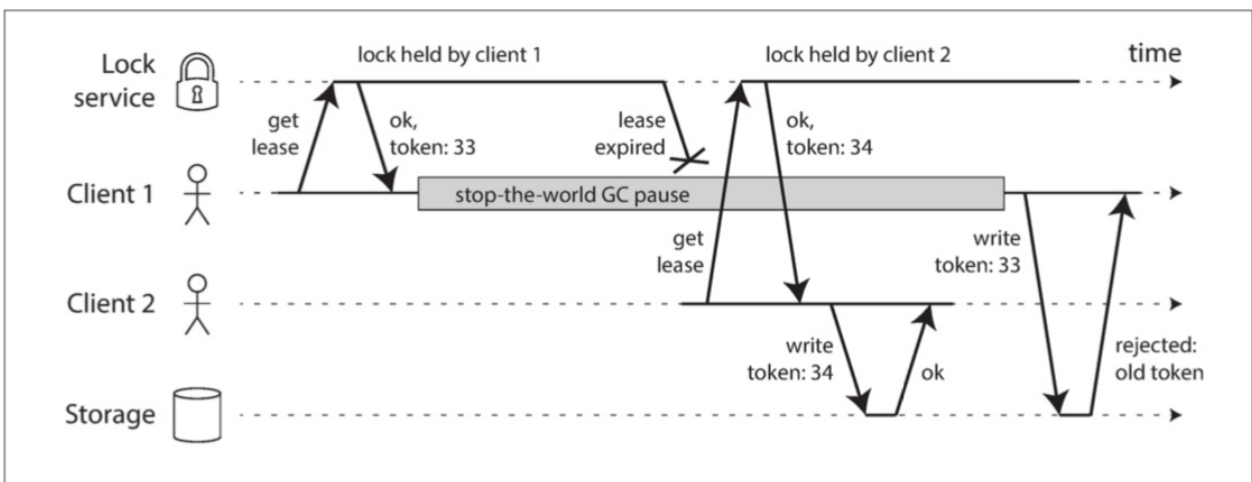 lock held by client 1
lock held by client 2
time
Lock
service
get
lease
ok,
token: 33
lease
expired
ok,
token: 34
Client 1
stop-the-world GC pause
get
lease
write
token: 33
Client 2
write
token: 34
ok
rejected:
old token
Storage